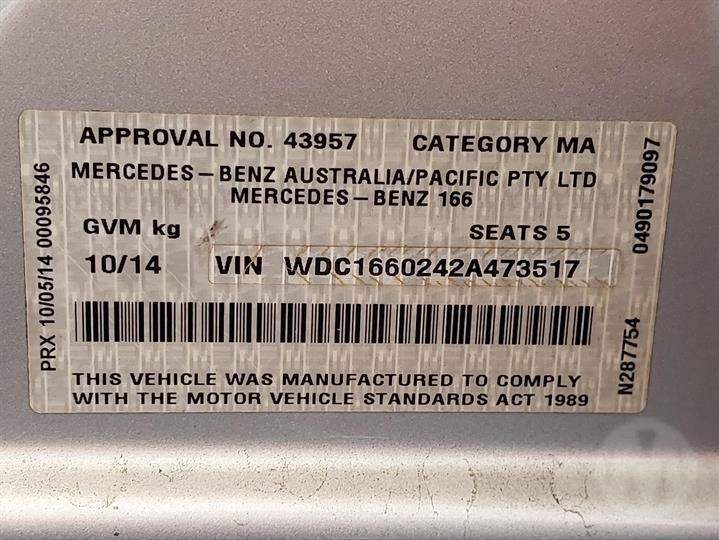 APPROVAL NO. 43957 CATEGORY MA
MERCEDES-BENZ AUSTRALIA/PACIFIC PTY LTD
MERCEDES-BENZ 166
GVM kg SEATS 5
10/14 VIN WDC1660242A473517
THIS VEHICLE WAS MANUFACTURED TO COMPLY
WITH THE MOTOR VEHICLE STANDARDS ACT 1989
PRX 10/05/14 00095846
0490179097
N287754